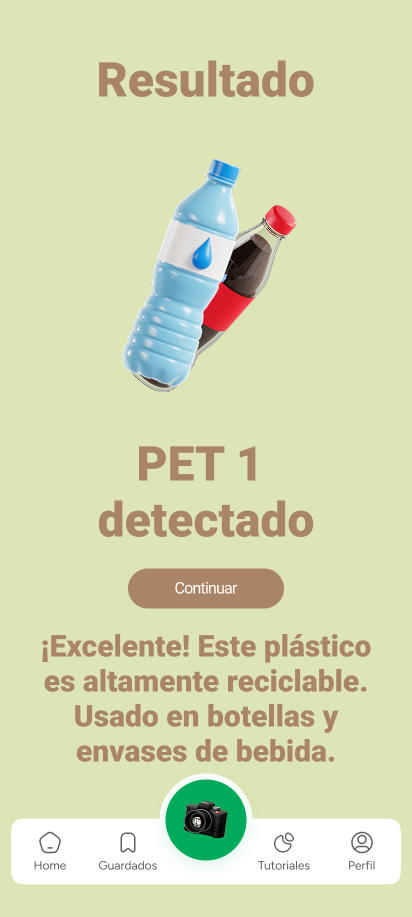 Resultado
PET 1
detectado
Continuar
¡Excelente! Este plástico
es altamente reciclable.
Usado en botellas y
envases de bebida.
Home
Guardados
Tutoriales
Perfil